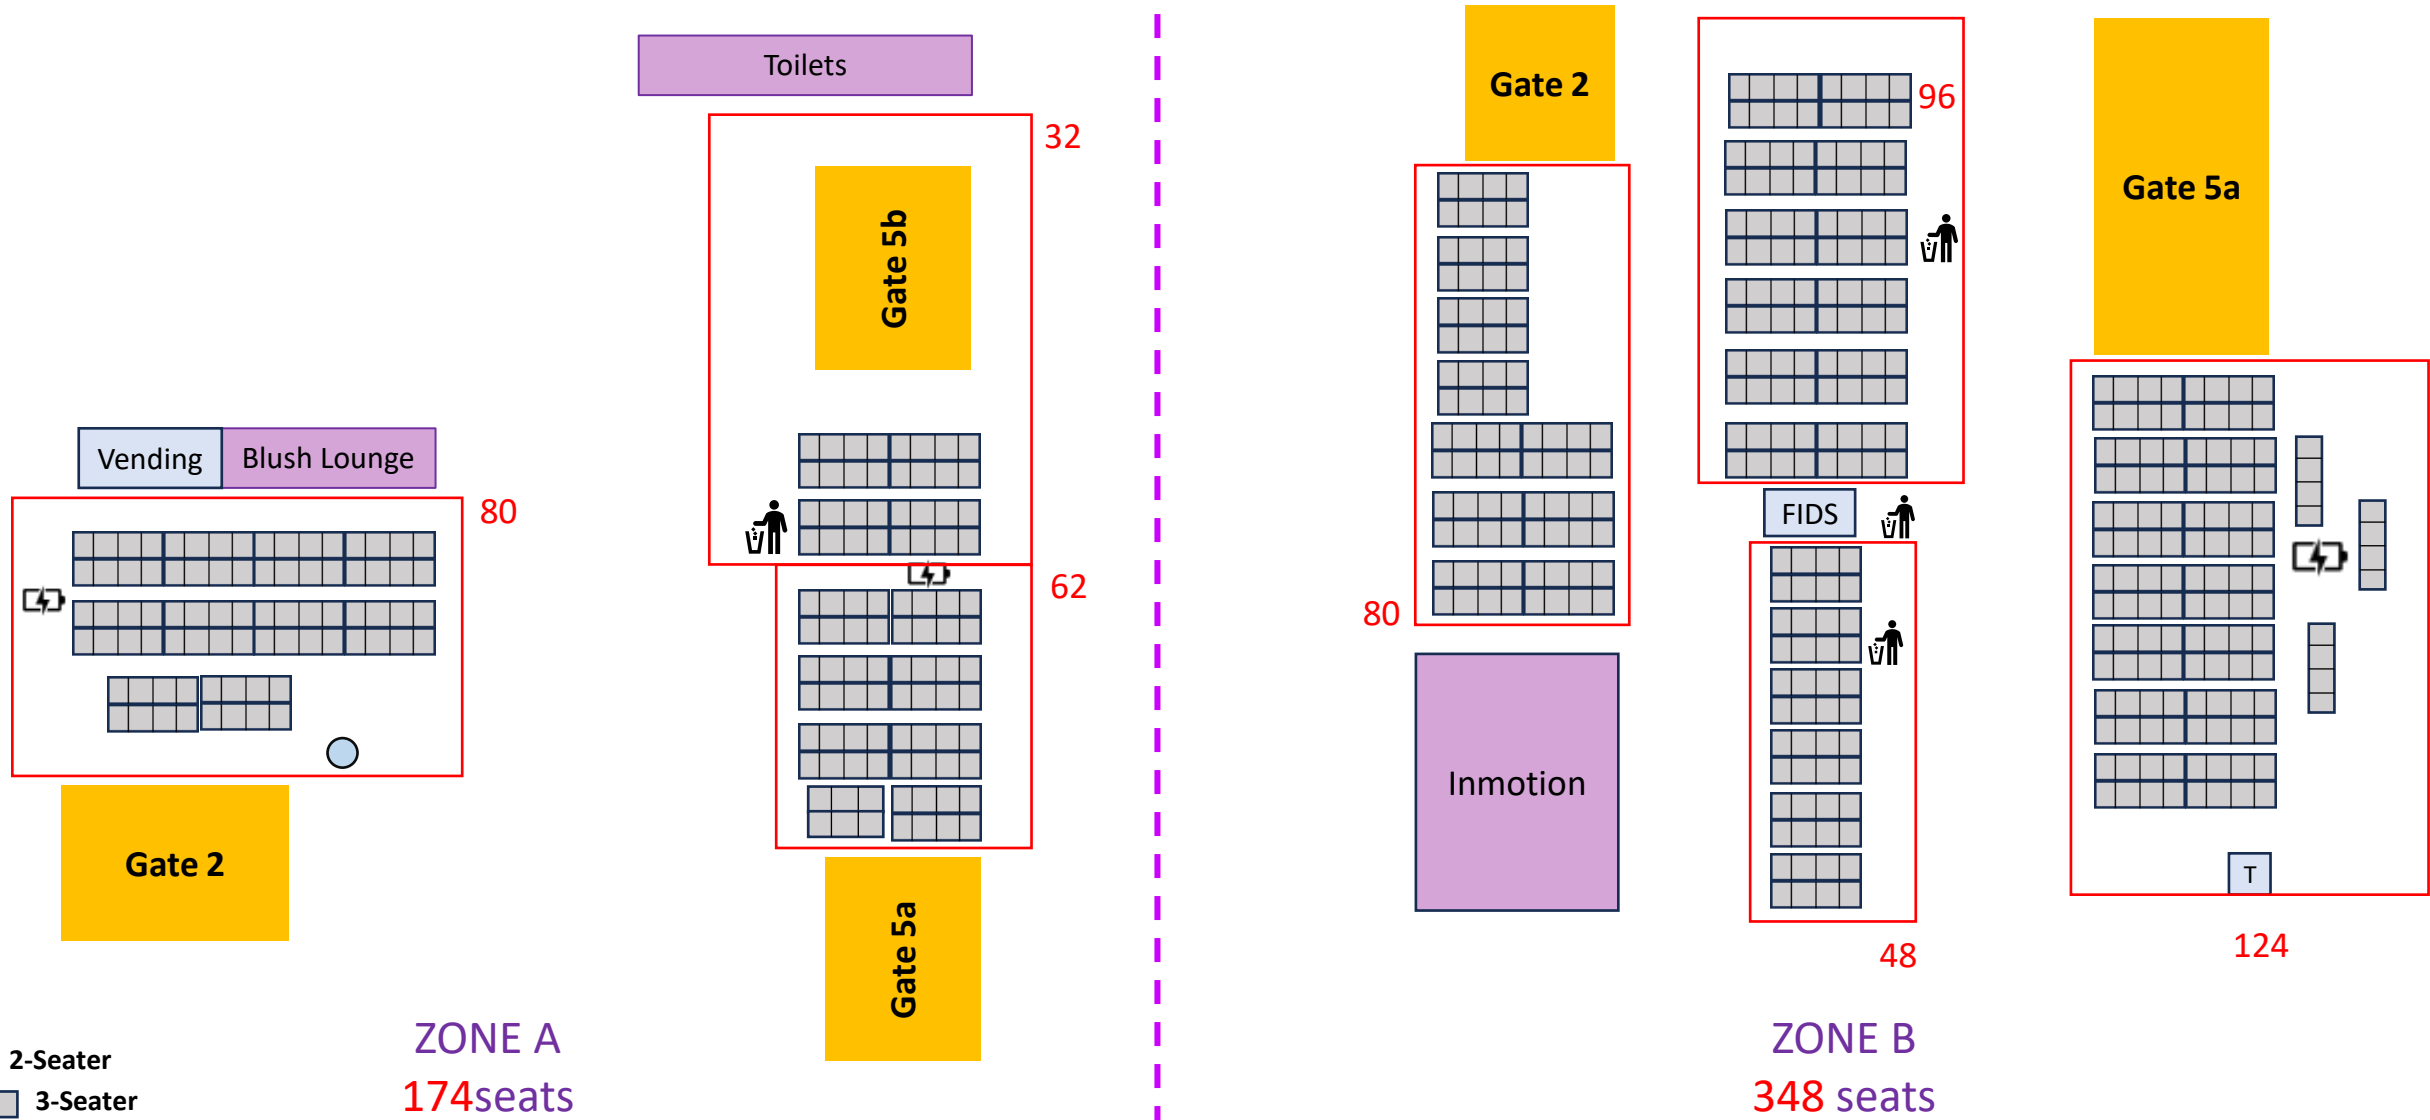 Toilets
32
Gate 5b
Vending
Blush Lounge
80
62
Gate 2
Gate 5a
ZONE A
174seats
2-Seater
3-Seater
Gate 2
96
Gate 5a
FIDS
80
Inmotion
48
T
124
ZONE B
348 seats